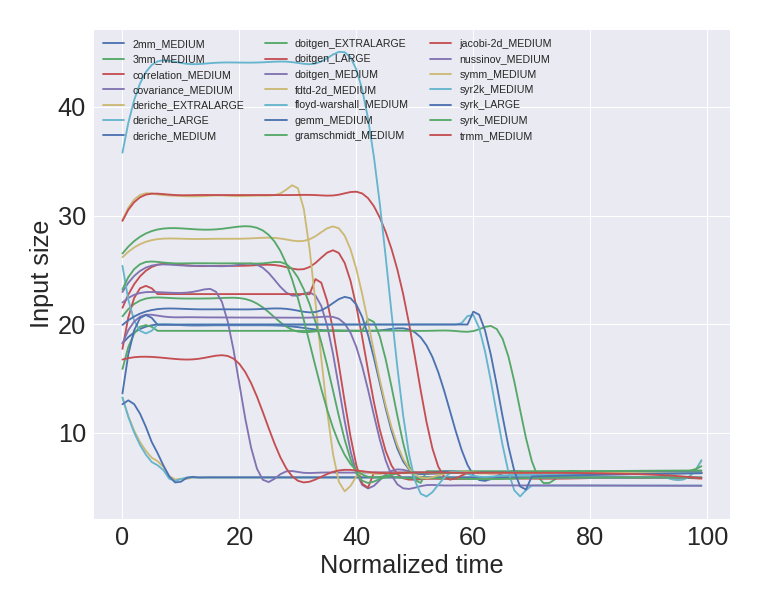 2mm_MEDIUM
3mm_MEDIUM
correlation_MEDIUM
covariance_MEDIUM
deriche_EXTRALARGE
deriche_LARGE
deriche_MEDIUM
doitgen_EXTRALARGE
doitgen_LARGE
doitgen_MEDIUM
fdtd-2d_MEDIUM
floyd-warshall_MEDIUM
gemm_MEDIUM
gramschmidt_MEDIUM
jacobi-2d_MEDIUM
nussinov_MEDIUM
symm_MEDIUM
syr2k_MEDIUM
syrk_LARGE
syrk_MEDIUM
trmm_MEDIUM
Input size
40
30
20
10
0 20 40 60 80 100
Normalized time